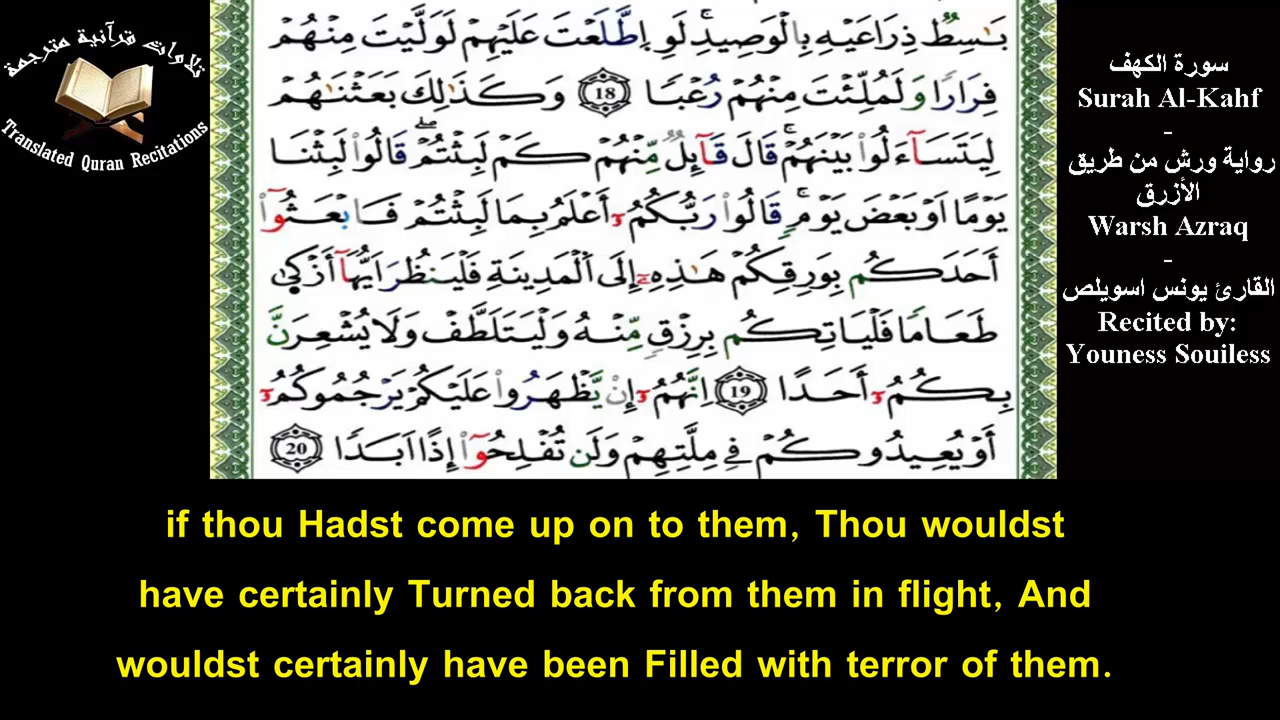 تلاوات قرآنية مترجمة
Translated Quran Recitations
بَٰسِطٞ ذِرَاعَيْهِ بِالْوَصِيدِۖ لَوِ اِ۪طَّلَعْتَ عَلَيْهِمْ لَوَلَّيْتَ مِنْهُمْ
فِرَارٗا وَلَمُلِّئْتَ مِنْهُمْ رُعْبٗا 18 وَكَذَٰلِكَ بَعَثْنَٰهُمْ
لِيَتَسَآءَلُواْ بَيْنَهُمْۖ قَالَ قَآئِلٞ مِّنْهُمْ كَمْ لَبِثْتُمْۖ قَالُواْ لَبِثْنَا
يَوْمًا اَوْ بَعْضَ يَوْمٖۖ قَالُواْ رَبُّكُمُۥٓ أَعْلَمُ بِمَا لَبِثْتُمْ فَابْعَثُوٓاْ
أَحَدَكُم بِوَرِقِكُمْ هَٰذِهِۦٓ إِلَى اَ۬لْمَدِينَةِ فَلْيَنظُرَ اَيُّهَآ أَزْكَىٰ
طَعَامٗا فَلْيَاتِكُم بِرِزْقٖ مِّنْهُ وَلْيَتَلَطَّفْ وَلَا يُشْعِرَنَّ
بِكُمُۥٓ أَحَدًا 19 اِنَّهُمُۥٓ إِنْ يَّظْهَرُواْ عَلَيْكُمْ يَرْجُمُوكُمُۥٓ
أَوْ يُعِيدُوكُمْ فِي مِلَّتِهِمْ وَلَن تُفْلِحُوٓاْ إِذًا اَبَدٗا 20
سورة الكهف
Surah Al-Kahf
-
رواية ورش من طريق
الأزرق
Warsh Azraq
-
القارئ يونس اسويلص
Recited by:
Youness Souiless
if thou Hadst come up on to them, Thou wouldst
have certainly Turned back from them in flight, And
wouldst certainly have been Filled with terror of them.